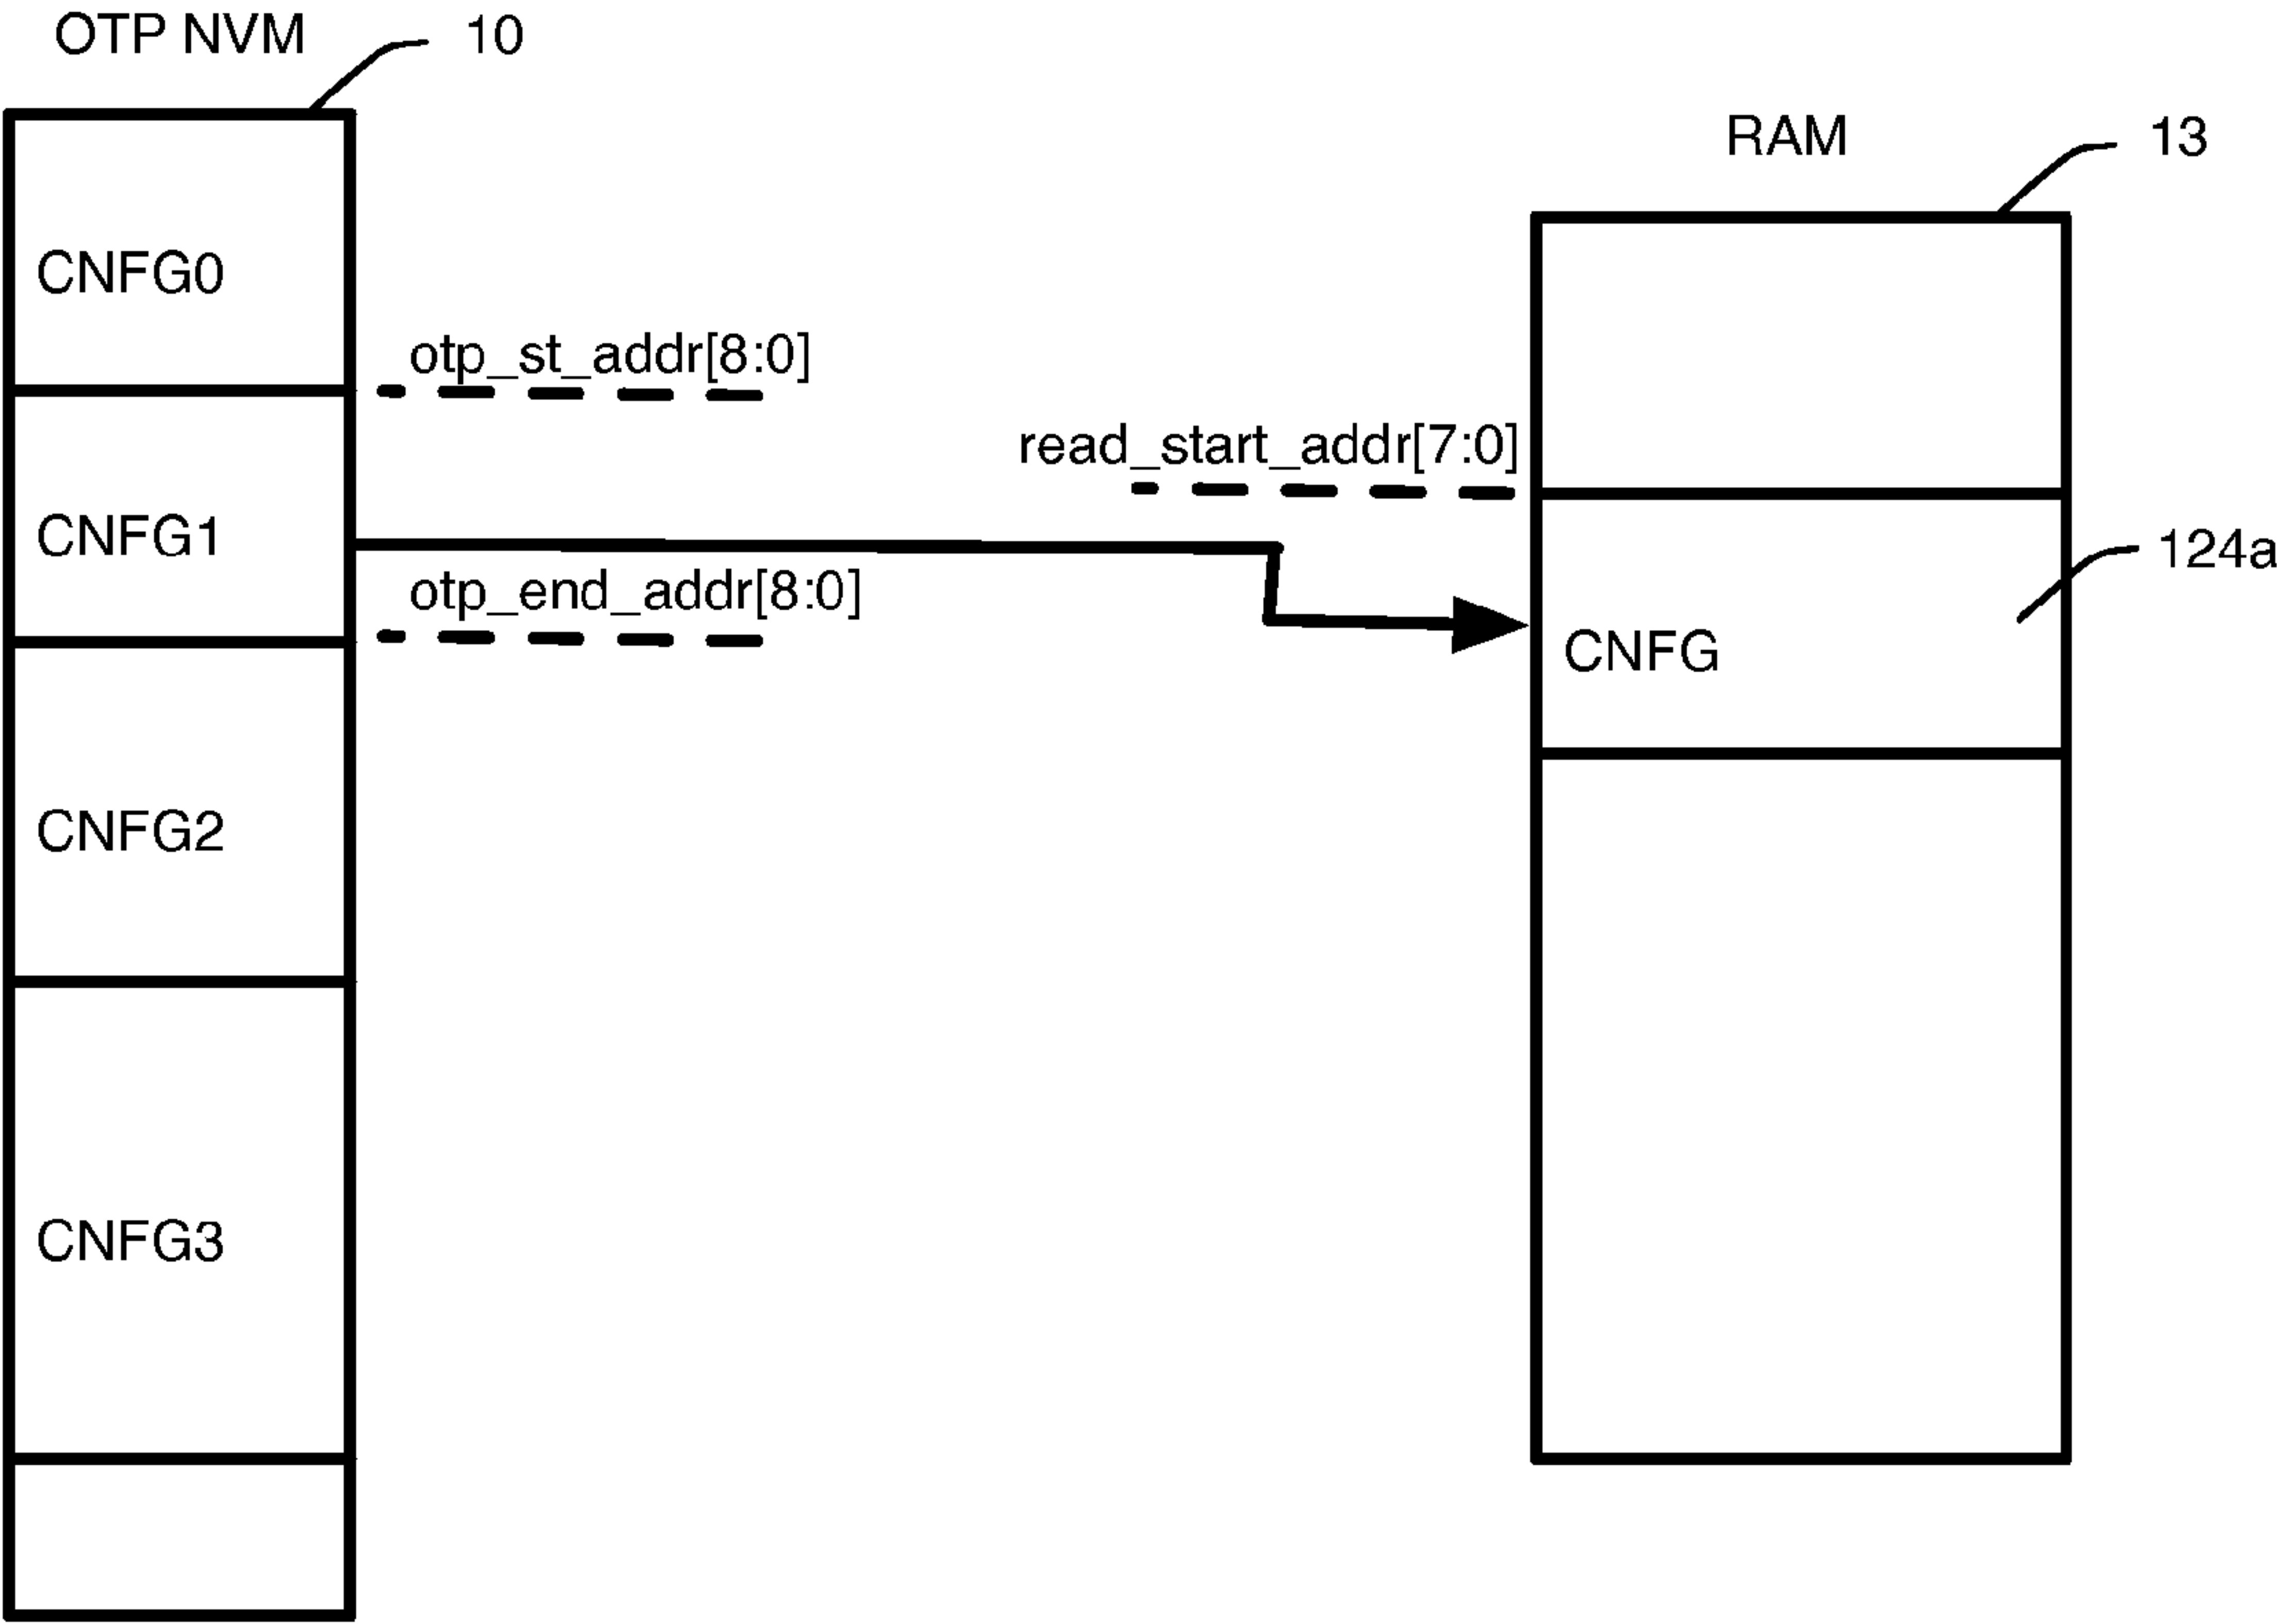 OTP NVM
10
RAM
13
CNFG0
otp_st_addr[8:0]
read_start_addr[7:0]
CNFG1
124a
otp_end_addr[8:0]
CNFG
CNFG2
CNFG3